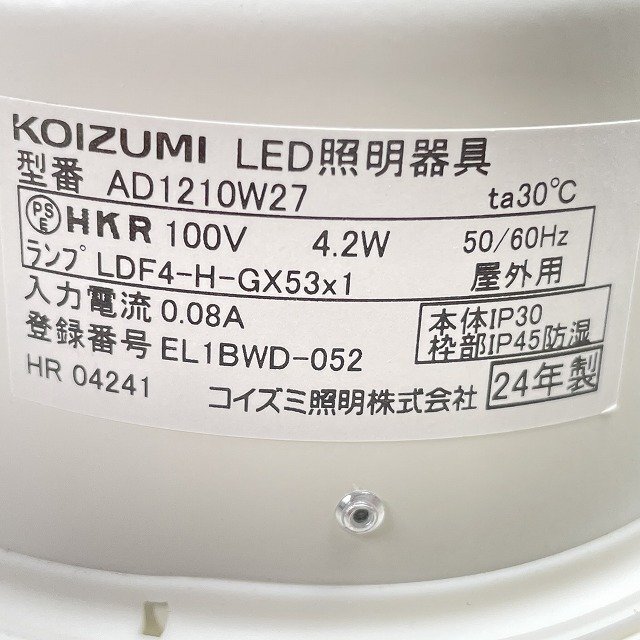 KOIZUMI LED照明器具
型番 AD1210W27 ta30℃
PSE HKR 100V 4.2W 50/60Hz
ランプ LDF4-H-GX53x1 屋外用
入力電流 0.08A 本体IP30
登録番号 EL1BWD-052 枠部IP45防湿
HR 04241 コイズミ照明株式会社 24年製